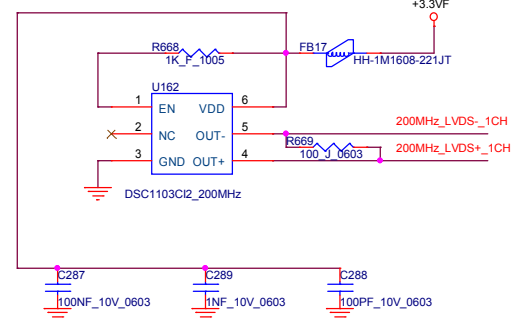 +3.3VF
R668
1K_F_1005
FB17
HH-1M1608-221JT
U162
1
EN
VDD
6
2
NC
OUT-
5
3
GND
OUT+
4
200MHz_LVDS-_1CH
R669
100_J_0603
200MHz_LVDS+_1CH
DSC1103CI2_200MHz
C287
100NF_10V_0603
C289
1NF_10V_0603
C288
100PF_10V_0603